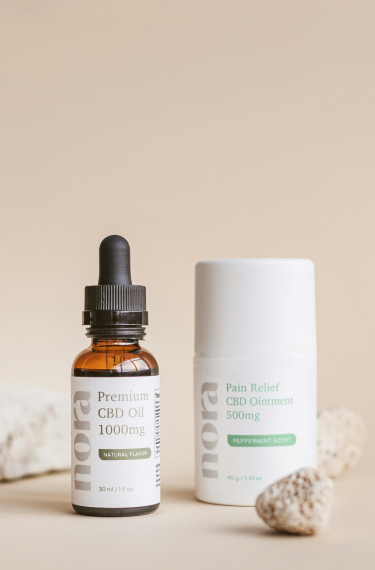 nora
Premium
CBD Oil
1000mg
NATURAL FLAVOR
30 ml / 1 fl oz
nora
Pain Relief
CBD Ointment
500mg
PEPPERMINT SCENT
40 g / 1.41 oz